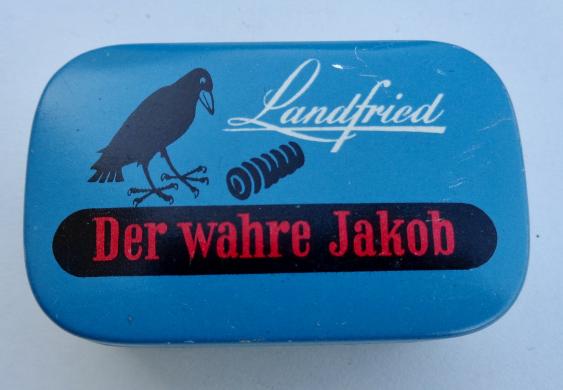 Landfried
Der wahre Jakob